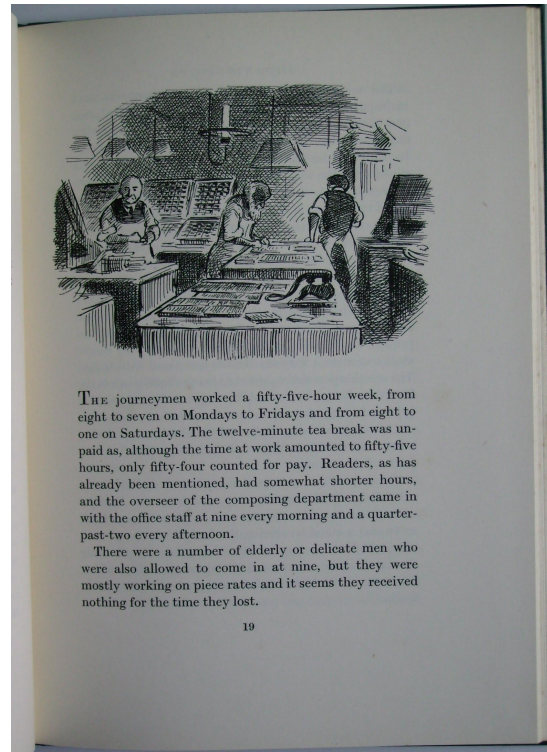 THE journeymen worked a fifty-five-hour week, from
eight to seven on Mondays to Fridays and from eight to
one on Saturdays. The twelve-minute tea break was un-
paid as, although the time at work amounted to fifty-five
hours, only fifty-four counted for pay. Readers, as has
already been mentioned, had somewhat shorter hours,
and the overseer of the composing department came in
with the office staff at nine every morning and a quarter-
past-two every afternoon.
There were a number of elderly or delicate men who
were also allowed to come in at nine, but they were
mostly working on piece rates and it seems they received
nothing for the time they lost.
19